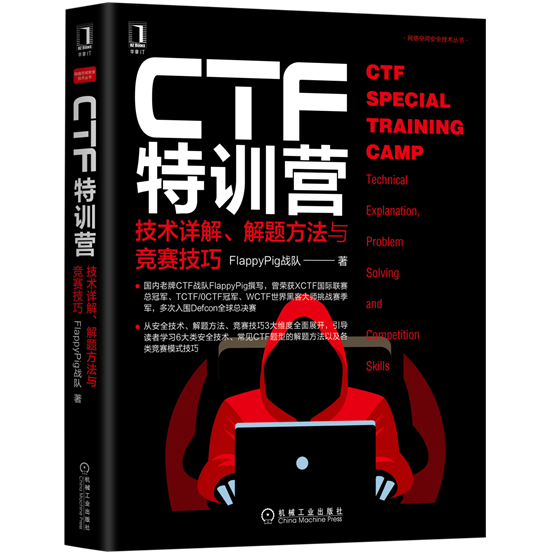 华章IT
HZBOOKS
网络空间安全技术丛书
CTF
特训营
技术详解、解题方法与
竞赛技巧
FlappyPig战队 著
CTF
SPECIAL
TRAINING
CAMP
Technical
Explanation,
Problem
Solving
and
Competition
Skills
CTF
特训营
技术详解、解题方法与
竞赛技巧 FlappyPig战队——著
国内老牌CTF战队FlappyPig撰写，曾荣获XCTF国际联赛
总冠军、TCTF/0CTF冠军、WCTF世界黑客大师挑战赛季
军，多次入围Defcon全球总决赛
从安全技术、解题方法、竞赛技巧3大维度全面展开，引导
读者学习6大类安全技术、常见CTF题型的解题方法以及各
类竞赛模式技巧
机械工业出版社
China Machine Press
机械工业出版社
China Machine Press